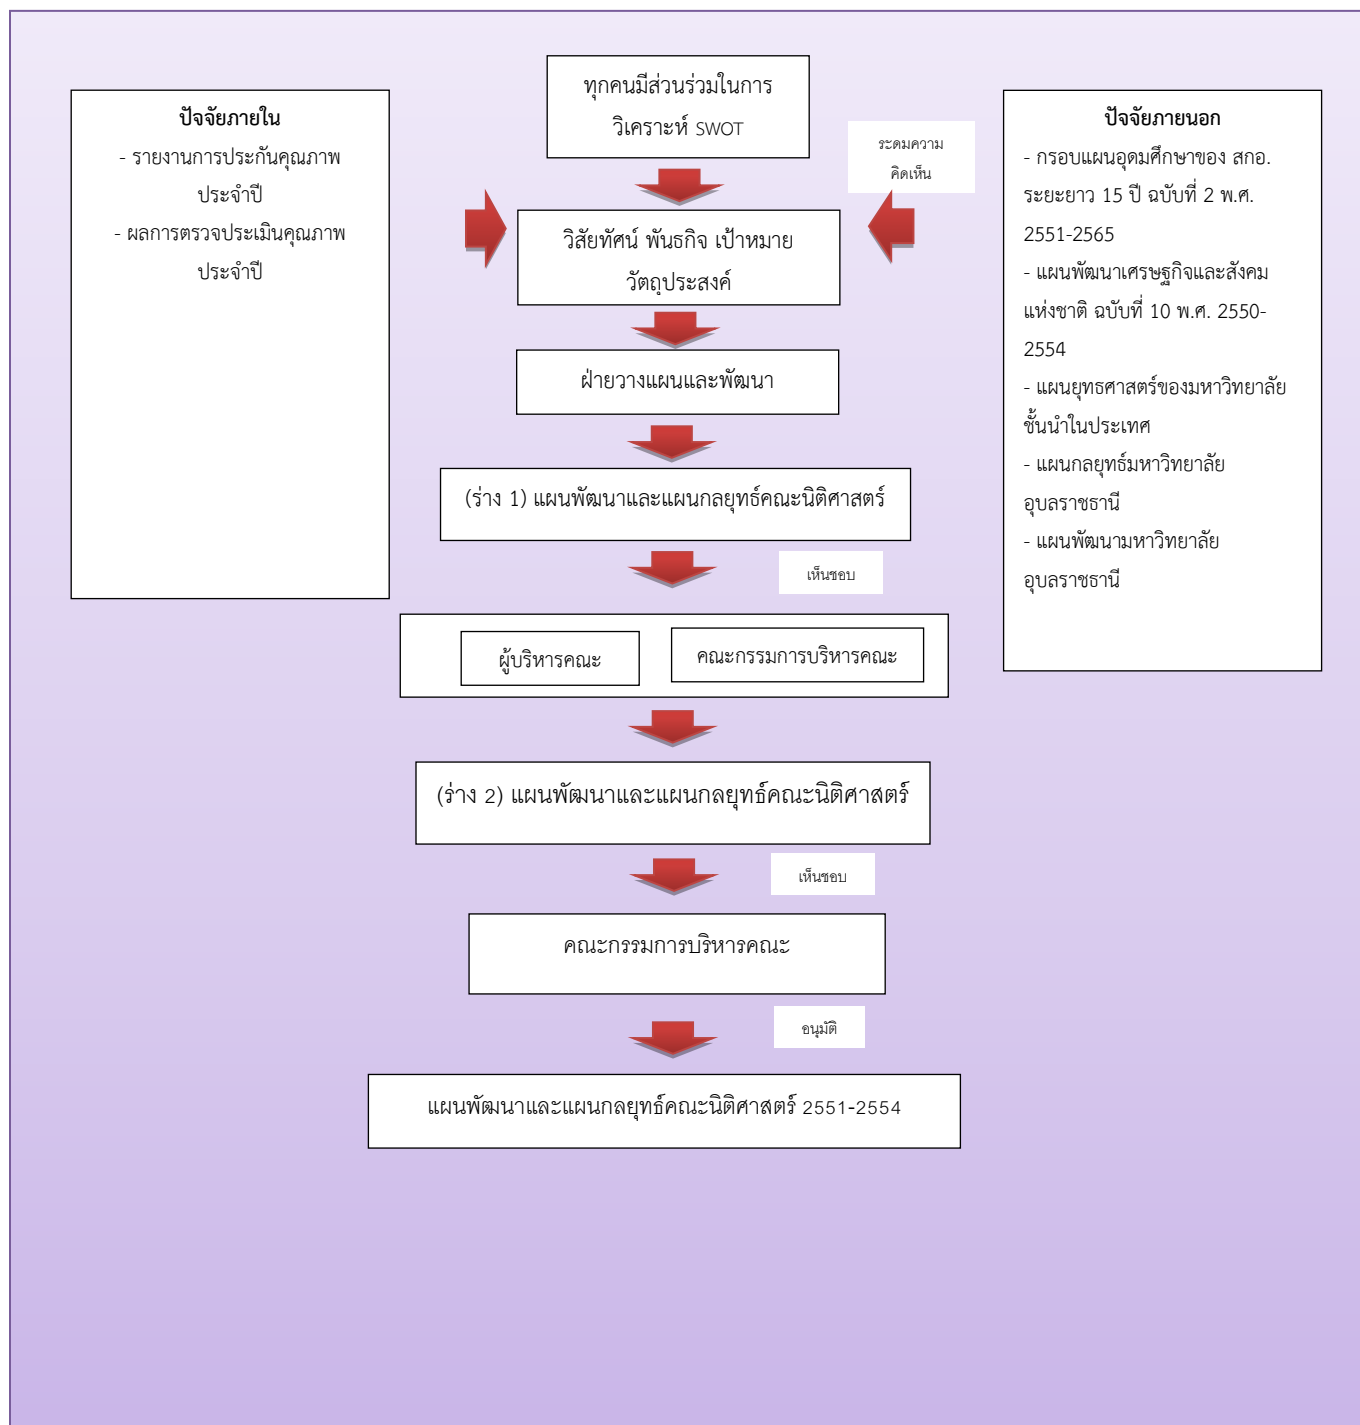 ทุกคนมีส่วนร่วมในการ
วิเคราะห์ SWOT
ปัจจัยภายใน
- รายงานการประกันคุณภาพ
ประจำปี
- ผลการตรวจประเมินคุณภาพ
ประจำปี
ระดมความ
คิดเห็น
ปัจจัยภายนอก
- กรอบแผนอุดมศึกษาของ สกอ.
ระยะยาว 15 ปี ฉบับที่ 2 พ.ศ.
2551-2565
- แผนพัฒนาเศรษฐกิจและสังคม
แห่งชาติ ฉบับที่ 10 พ.ศ. 2550-
2554
- แผนยุทธศาสตร์ของมหาวิทยาลัย
ชั้นนำในประเทศ
- แผนกลยุทธ์มหาวิทยาลัย
อุบลราชธานี
- แผนพัฒนามหาวิทยาลัย
อุบลราชธานี
วิสัยทัศน์ พันธกิจ เป้าหมาย
วัตถุประสงค์
ฝ่ายวางแผนและพัฒนา
(ร่าง 1) แผนพัฒนาและแผนกลยุทธ์คณะนิติศาสตร์
เห็นชอบ
ผู้บริหารคณะ
คณะกรรมการบริหารคณะ
(ร่าง 2) แผนพัฒนาและแผนกลยุทธ์คณะนิติศาสตร์
เห็นชอบ
คณะกรรมการบริหารคณะ
อนุมัติ
แผนพัฒนาและแผนกลยุทธ์คณะนิติศาสตร์ 2551-2554